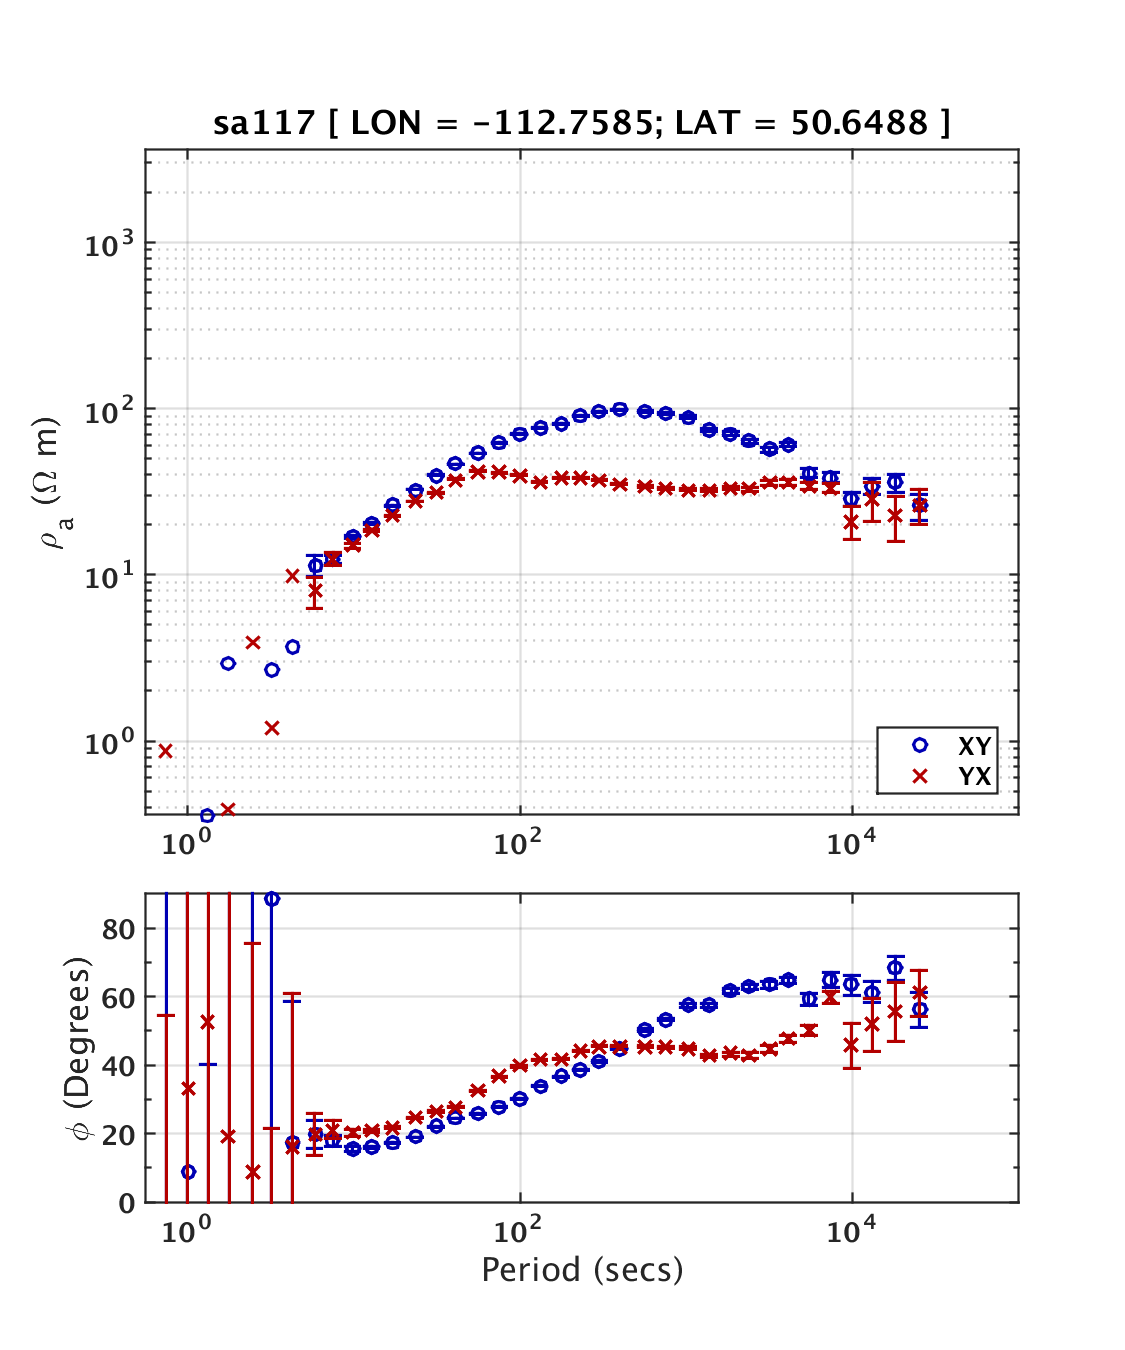 sa117 [ LON = -112.7585; LAT = 50.6488 ]
ρa (Ω m)
10^3
10^2
10^1
10^0
XY
YX
10^0 10^2 10^4
ϕ (Degrees)
80
60
40
20
0
10^0 10^2 10^4
Period (secs)